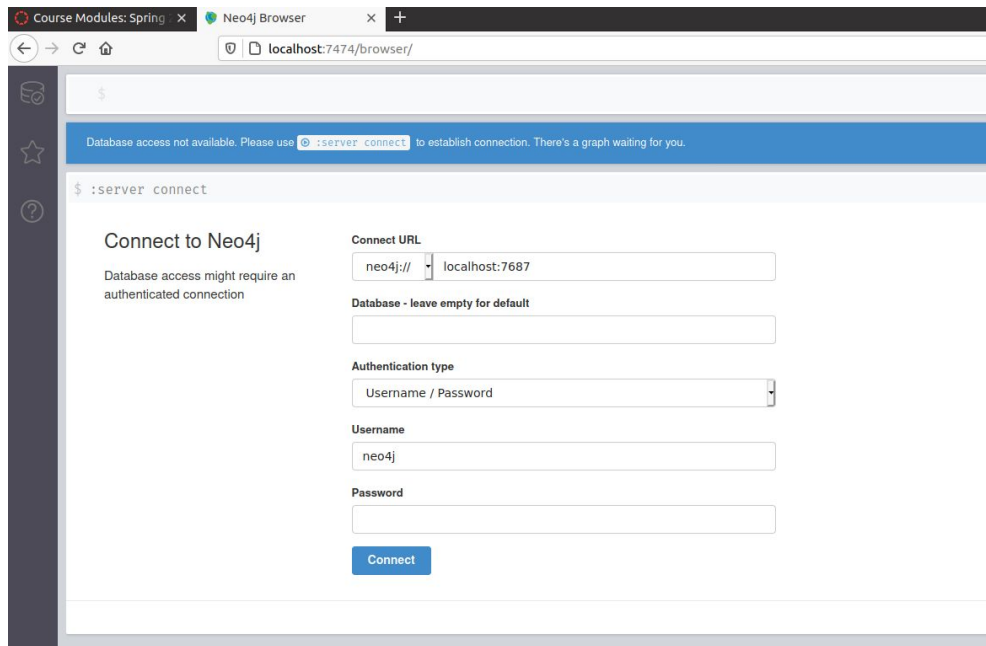 Course Modules: Spring
Neo4j Browser
localhost:7474/browser/
$
Database access not available. Please use :server connect to establish connection. There's a graph waiting for you.
$ :server connect
Connect to Neo4j
Database access might require an
authenticated connection
Connect URL
neo4j:// localhost:7687
Database - leave empty for default
Authentication type
Username / Password
Username
neo4j
Password
Connect